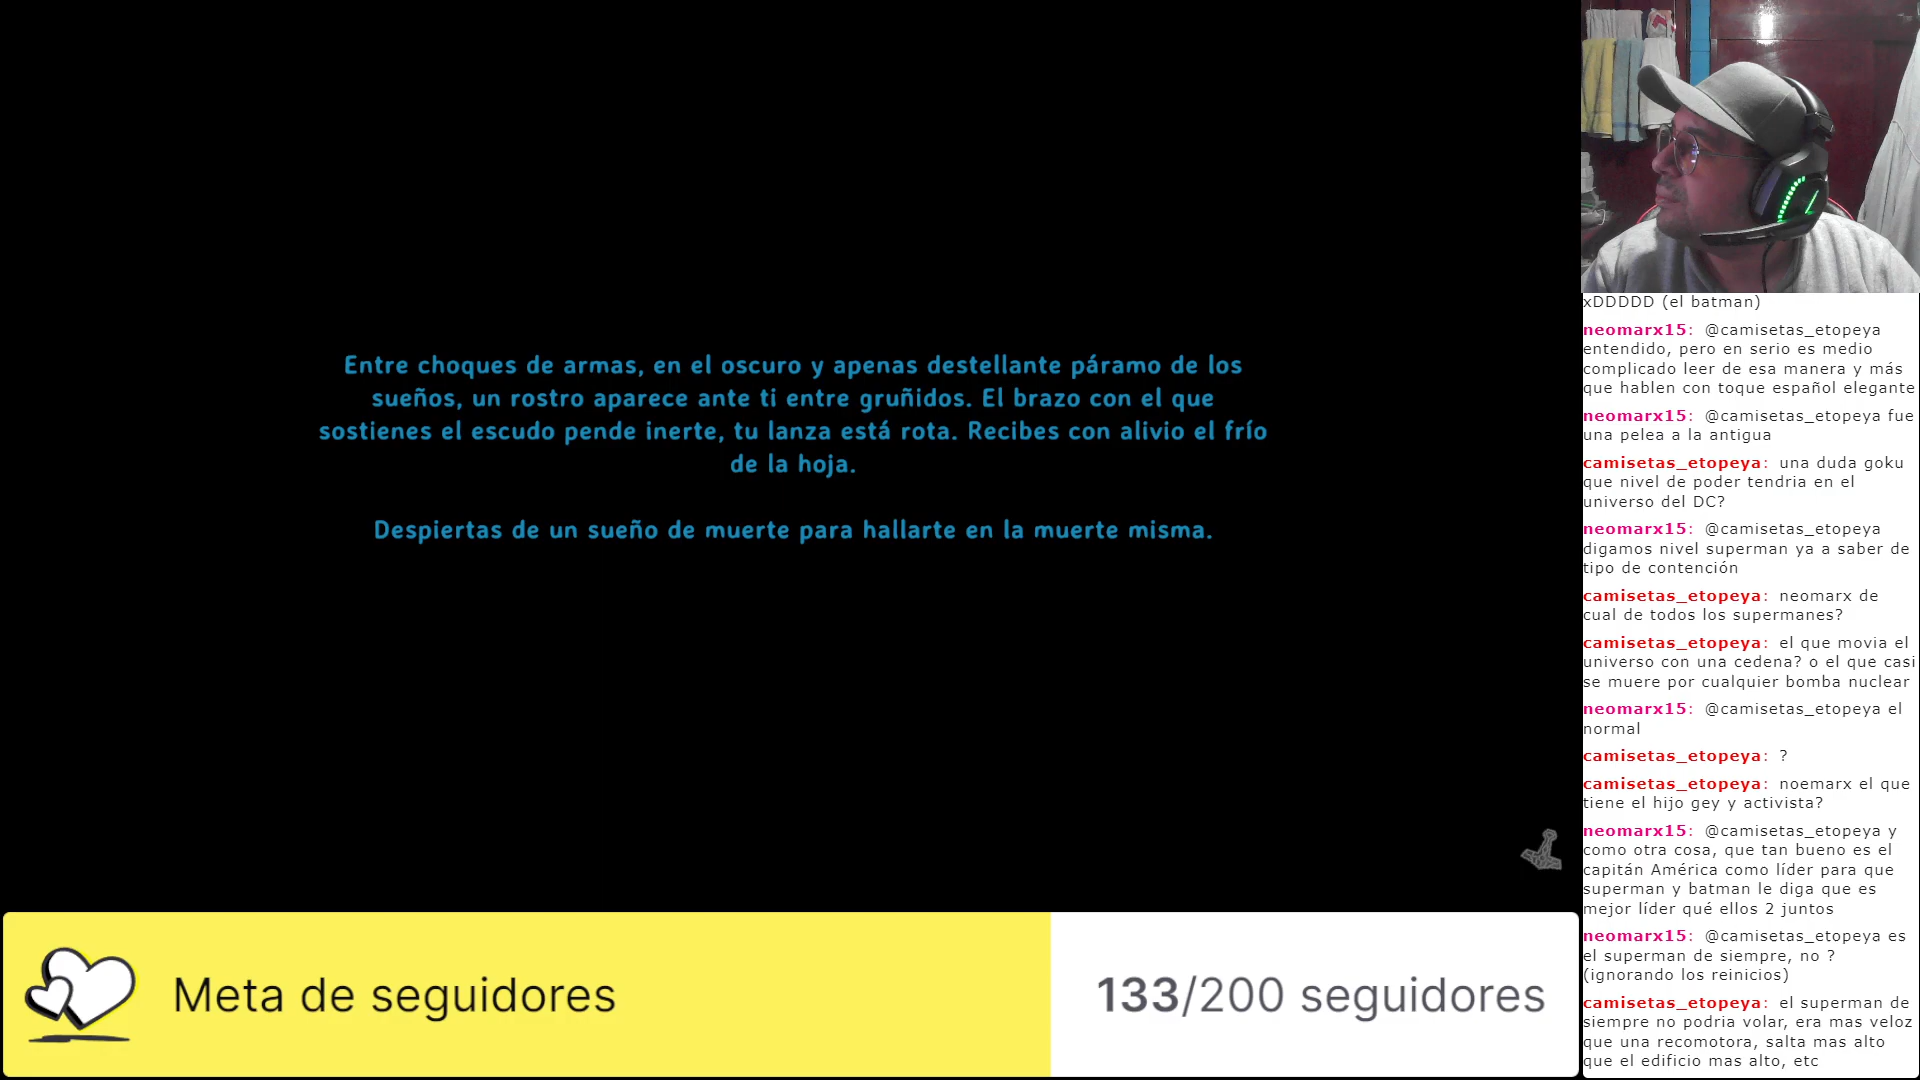 Entre choques de armas, en el oscuro y apenas destellante páramo de los
sueños, un rostro aparece ante ti entre gruñidos. El brazo con el que
sostienes el escudo pende inerte, tu lanza está rota. Recibes con alivio el frío
de la hoja.
Despiertas de un sueño de muerte para hallarte en la muerte misma.
Meta de seguidores
133/200 seguidores
xDDDDD (el batman)
neomarx15: @camisetas_etopeya
entendido, pero en serio es medio
complicado leer de esa manera y más
que hablen con toque español elegante
neomarx15: @camisetas_etopeya fue
una pelea a la antigua
camisetas_etopeya: una duda goku
que nivel de poder tendria en el
universo del DC?
neomarx15: @camisetas_etopeya
digamos nivel superman ya a saber de
tipo de contención
camisetas_etopeya: neomarx de
cual de todos los supermanes?
camisetas_etopeya: el que movia el
universo con una cedena? o el que casi
se muere por cualquier bomba nuclear
neomarx15: @camisetas_etopeya el
normal
camisetas_etopeya: ?
camisetas_etopeya: noemarx el que
tiene el hijo gey y activista?
neomarx15: @camisetas_etopeya y
como otra cosa, que tan bueno es el
capitán América como líder para que
superman y batman le diga que es
mejor líder qué ellos 2 juntos
neomarx15: @camisetas_etopeya es
el superman de siempre, no ?
(ignorando los reinicios)
camisetas_etopeya: el superman de
siempre no podria volar, era mas veloz
que una recomotora, salta mas alto
que el edificio mas alto, etc